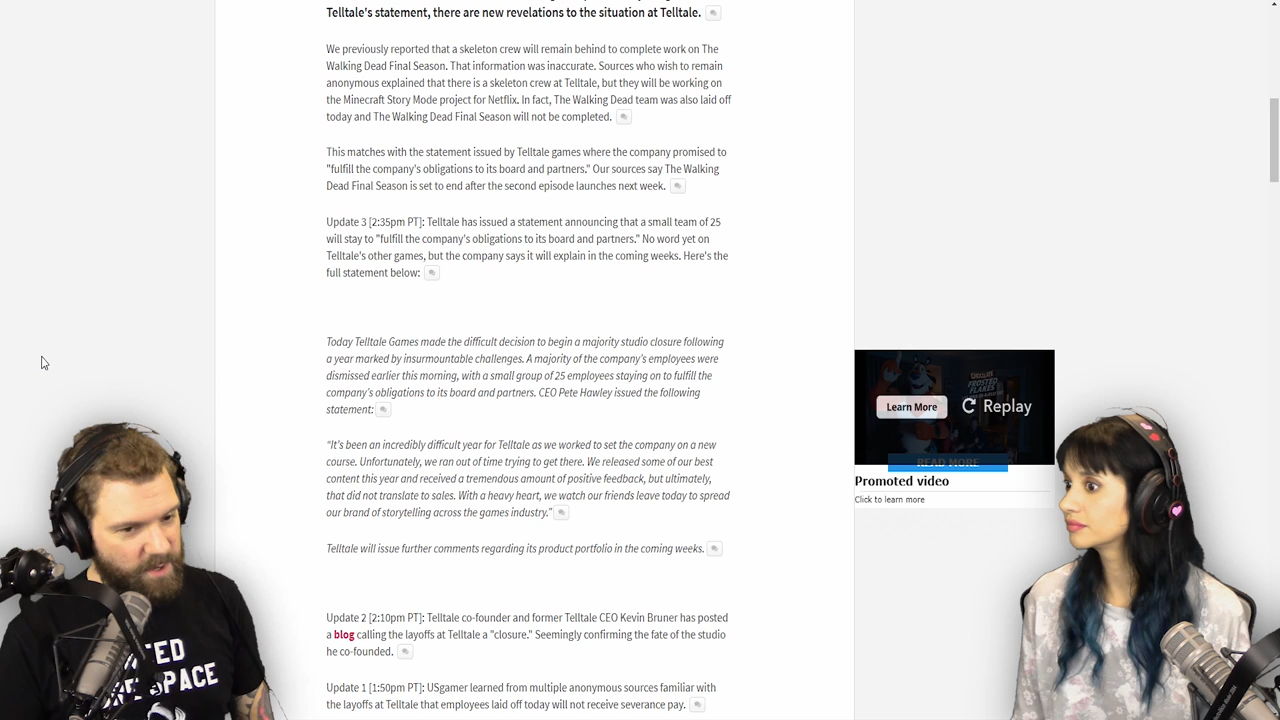 Telltale's statement, there are new revelations to the situation at Telltale.
We previously reported that a skeleton crew will remain behind to complete work on The
Walking Dead Final Season. That information was inaccurate. Sources who wish to remain
anonymous explained that there is a skeleton crew at Telltale, but they will be working on
the Minecraft Story Mode project for Netflix. In fact, The Walking Dead team was also laid off
today and The Walking Dead Final Season will not be completed.
This matches with the statement issued by Telltale games where the company promised to
"fulfill the company's obligations to its board and partners." Our sources say The Walking
Dead Final Season is set to end after the second episode launches next week.
Update 3 [2:35pm PT]: Telltale has issued a statement announcing that a small team of 25
will stay to "fulfill the company's obligations to its board and partners." No word yet on
Telltale's other games, but the company says it will explain in the coming weeks. Here's the
full statement below:
Today Telltale Games made the difficult decision to begin a majority studio closure following
a year marked by insurmountable challenges. A majority of the company's employees were
dismissed earlier this morning, with a small group of 25 employees staying on to fulfill the
company's obligations to its board and partners. CEO Pete Hawley issued the following
statement:
“It's been an incredibly difficult year for Telltale as we worked to set the company on a new
course. Unfortunately, we ran out of time trying to get there. We released some of our best
content this year and received a tremendous amount of positive feedback, but ultimately,
that did not translate to sales. With a heavy heart, we watch our friends leave today to spread
our brand of storytelling across the games industry.”
Telltale will issue further comments regarding its product portfolio in the coming weeks.
Update 2 [2:10pm PT]: Telltale co-founder and former Telltale CEO Kevin Bruner has posted
a blog calling the layoffs at Telltale a "closure." Seemingly confirming the fate of the studio
he co-founded.
Update 1 [1:50pm PT]: USgamer learned from multiple anonymous sources familiar with
the layoffs at Telltale that employees laid off today will not receive severance pay.
FROSTED
FLAKES
Learn More
Replay
READ MORE
Promoted video
Click to learn more